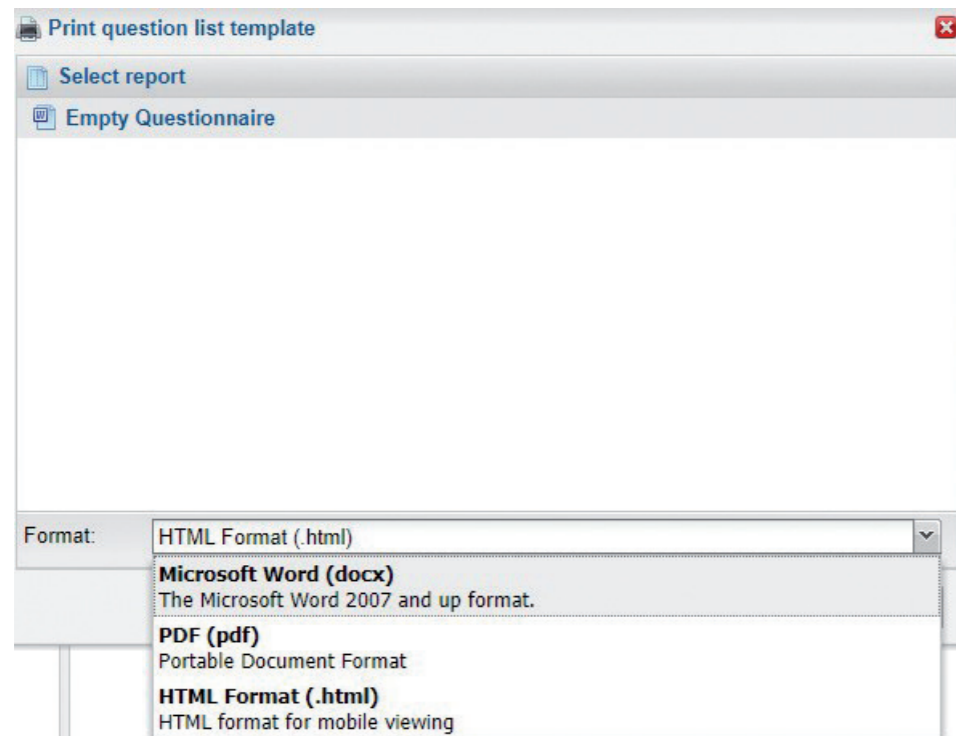 Print question list template
Select report
Empty Questionnaire
Format:
HTML Format (.html)
Microsoft Word (docx)
The Microsoft Word 2007 and up format.
PDF (pdf)
Portable Document Format
HTML Format (.html)
HTML format for mobile viewing